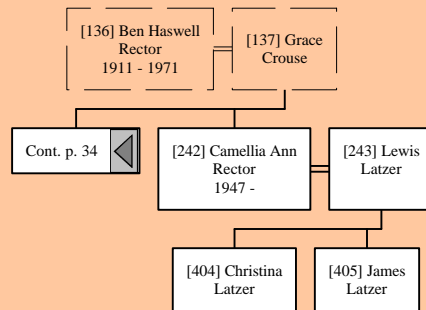 [136] Ben Haswell
Rector
1911 - 1971
[137] Grace
Crouse
Cont. p. 34
[242] Camellia Ann
Rector
1947 -
[243] Lewis
Latzer
[404] Christina
Latzer
[405] James
Latzer